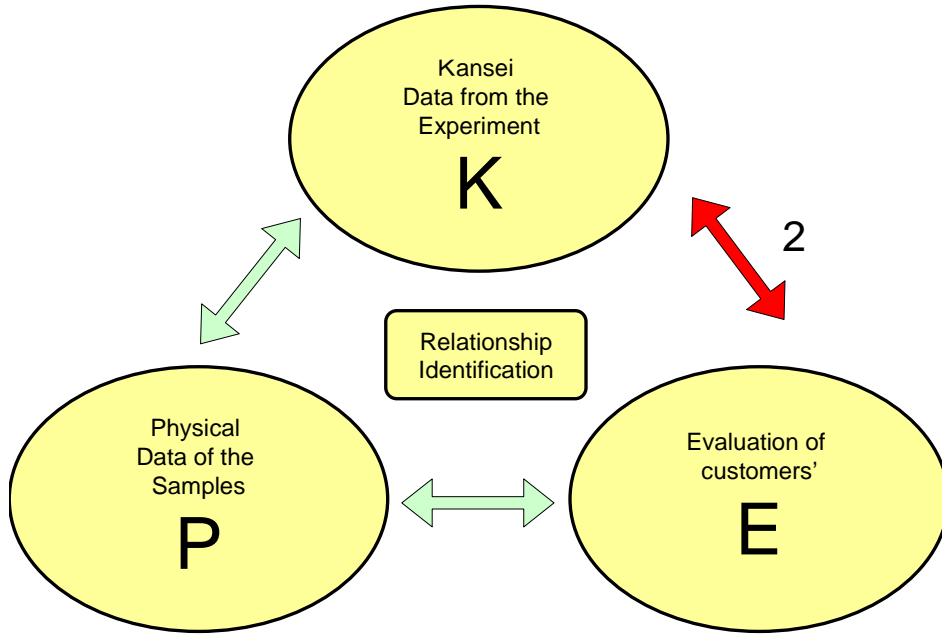 Kansei
Data from the
Experiment
K
2
Relationship
Identification
Physical
Data of the
Samples
P
Evaluation of
customers’
E